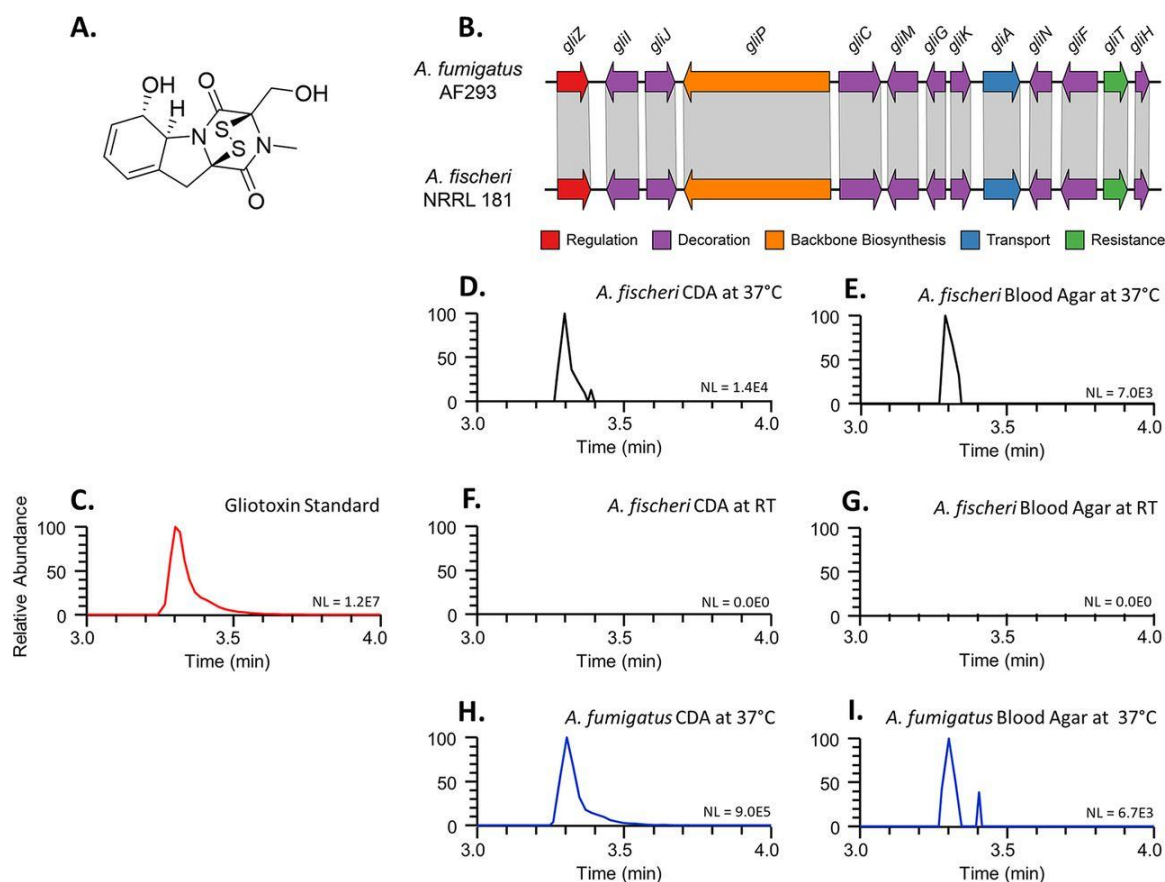 A.
OH
H
O
OH
N
S
S
N
O
B.
gliZ gliI gliJ gliP gliC gliM gliG gliK gliA gliN gliF gliT gliH
A. fumigatus
AF293
A. fischeri
NRRL 181
Regulation Decoration Backbone Biosynthesis Transport Resistance
D.
A. fischeri CDA at 37°C
100
50
0
NL = 1.4E4
3.0 3.5 4.0
Time (min)
E.
A. fischeri Blood Agar at 37°C
100
50
0
NL = 7.0E3
3.0 3.5 4.0
Time (min)
C.
Gliotoxin Standard
Relative Abundance
100
50
0
NL = 1.2E7
3.0 3.5 4.0
Time (min)
F.
A. fischeri CDA at RT
100
50
0
NL = 0.0E0
3.0 3.5 4.0
Time (min)
G.
A. fischeri Blood Agar at RT
100
50
0
NL = 0.0E0
3.0 3.5 4.0
Time (min)
H.
A. fumigatus CDA at 37°C
100
50
0
NL = 9.0E5
3.0 3.5 4.0
Time (min)
I.
A. fumigatus Blood Agar at 37°C
100
50
0
NL = 6.7E3
3.0 3.5 4.0
Time (min)